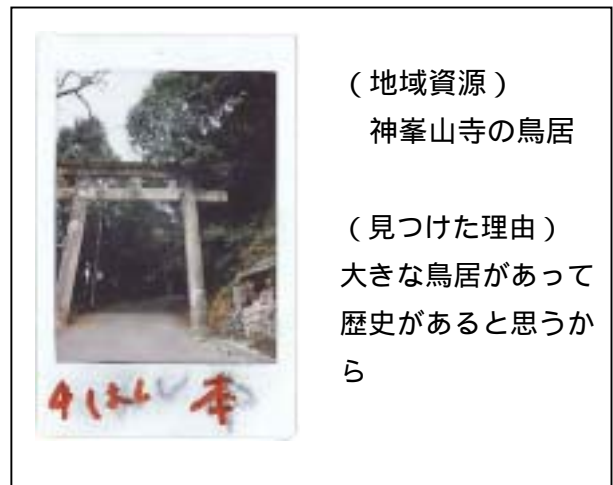 （地域資源）
神峯山寺の鳥居
（見つけた理由）
大きな鳥居があって
歴史があると思うか
ら